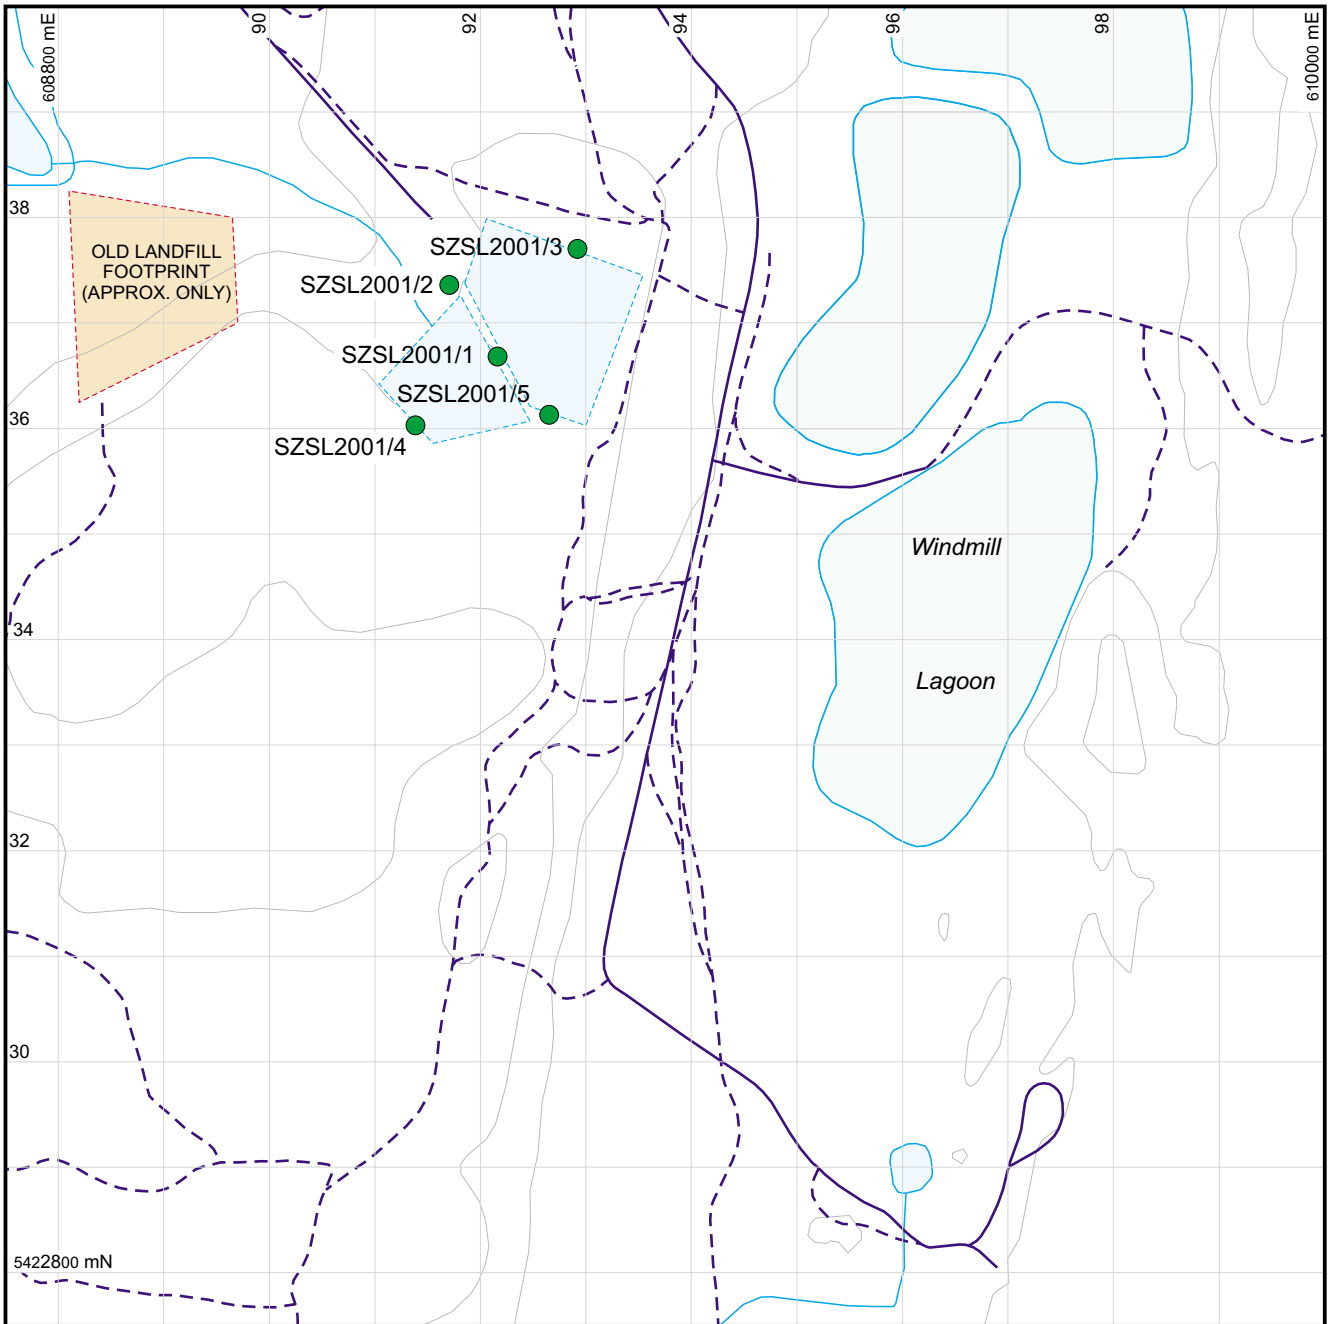 608800 mE
90
92
94
96
98
610000 mE
38
OLD LANDFILL
FOOTPRINT
(APPROX. ONLY)
SZSL2001/3
SZSL2001/2
SZSL2001/1
SZSL2001/5
36
SZSL2001/4
Windmill
34
Lagoon
32
30
5422800 mN